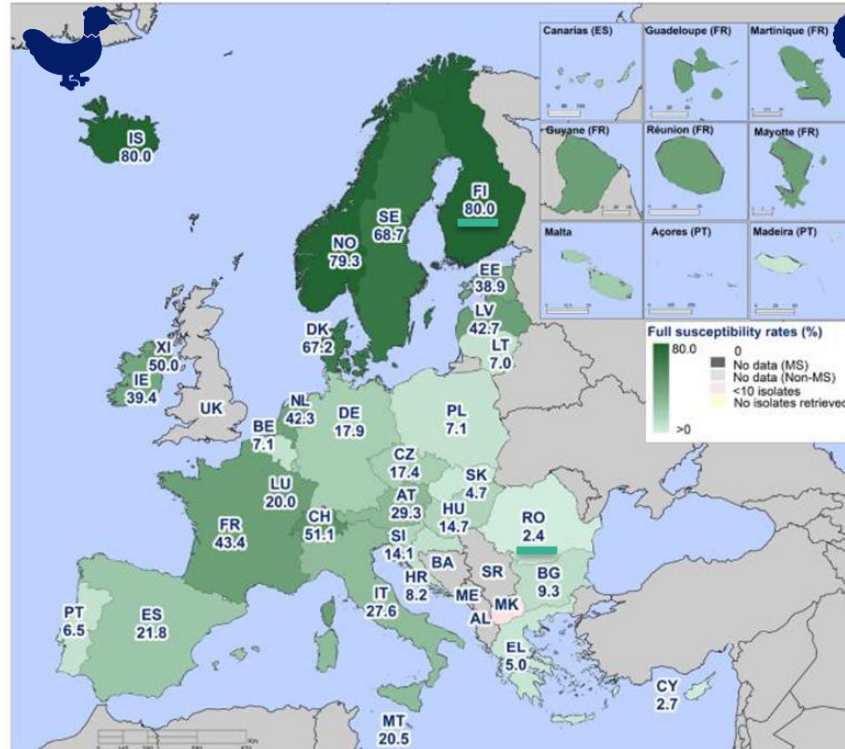 Canarias (ES)
Guadeloupe (FR)
Martinique (FR)
Guyane (FR)
Réunion (FR)
Mayotte (FR)
Malta
Açores (PT)
Madeira (PT)
IS
80.0
FI
80.0
SE
68.7
NO
79.3
EE
38.9
LV
42.7
LT
7.0
DK
67.2
XI
50.0
IE
39.4
UK
NL
42.3
BE
7.1
DE
17.9
PL
7.1
LU
20.0
CZ
17.4
SK
4.7
AT
29.3
HU
14.7
FR
43.4
CH
51.1
SI
14.1
RO
2.4
HR
8.2
BA
SR
BG
9.3
ME
MK
AL
IT
27.6
PT
6.5
ES
21.8
EL
5.0
CY
2.7
MT
20.5
Full susceptibility rates (%)
80.0
>0
0
No data (MS)
No data (Non-MS)
<10 isolates
No isolates retrieved